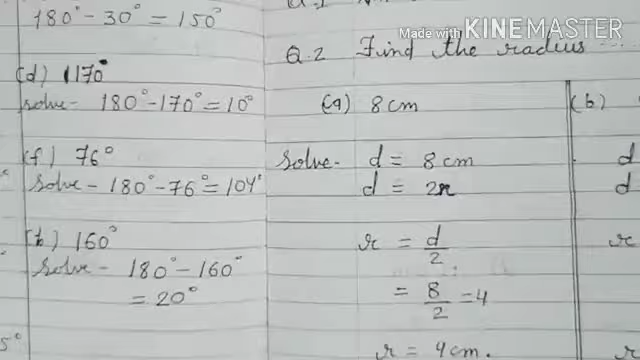 180° - 30° = 150°
(d) 170°
Solve - 180° - 170° = 10°
(f) 76°
Solve - 180° - 76° = 104°
(h) 160°
Solve - 180° - 160°
= 20°
5°
Made with KINEMASTER
Q.2 Find the radius
(a) 8 cm
Solve - d = 8 cm
d = 2r
r = d/2
= 8/2 = 4
r = 4 cm.
(b)
d
d
r
r